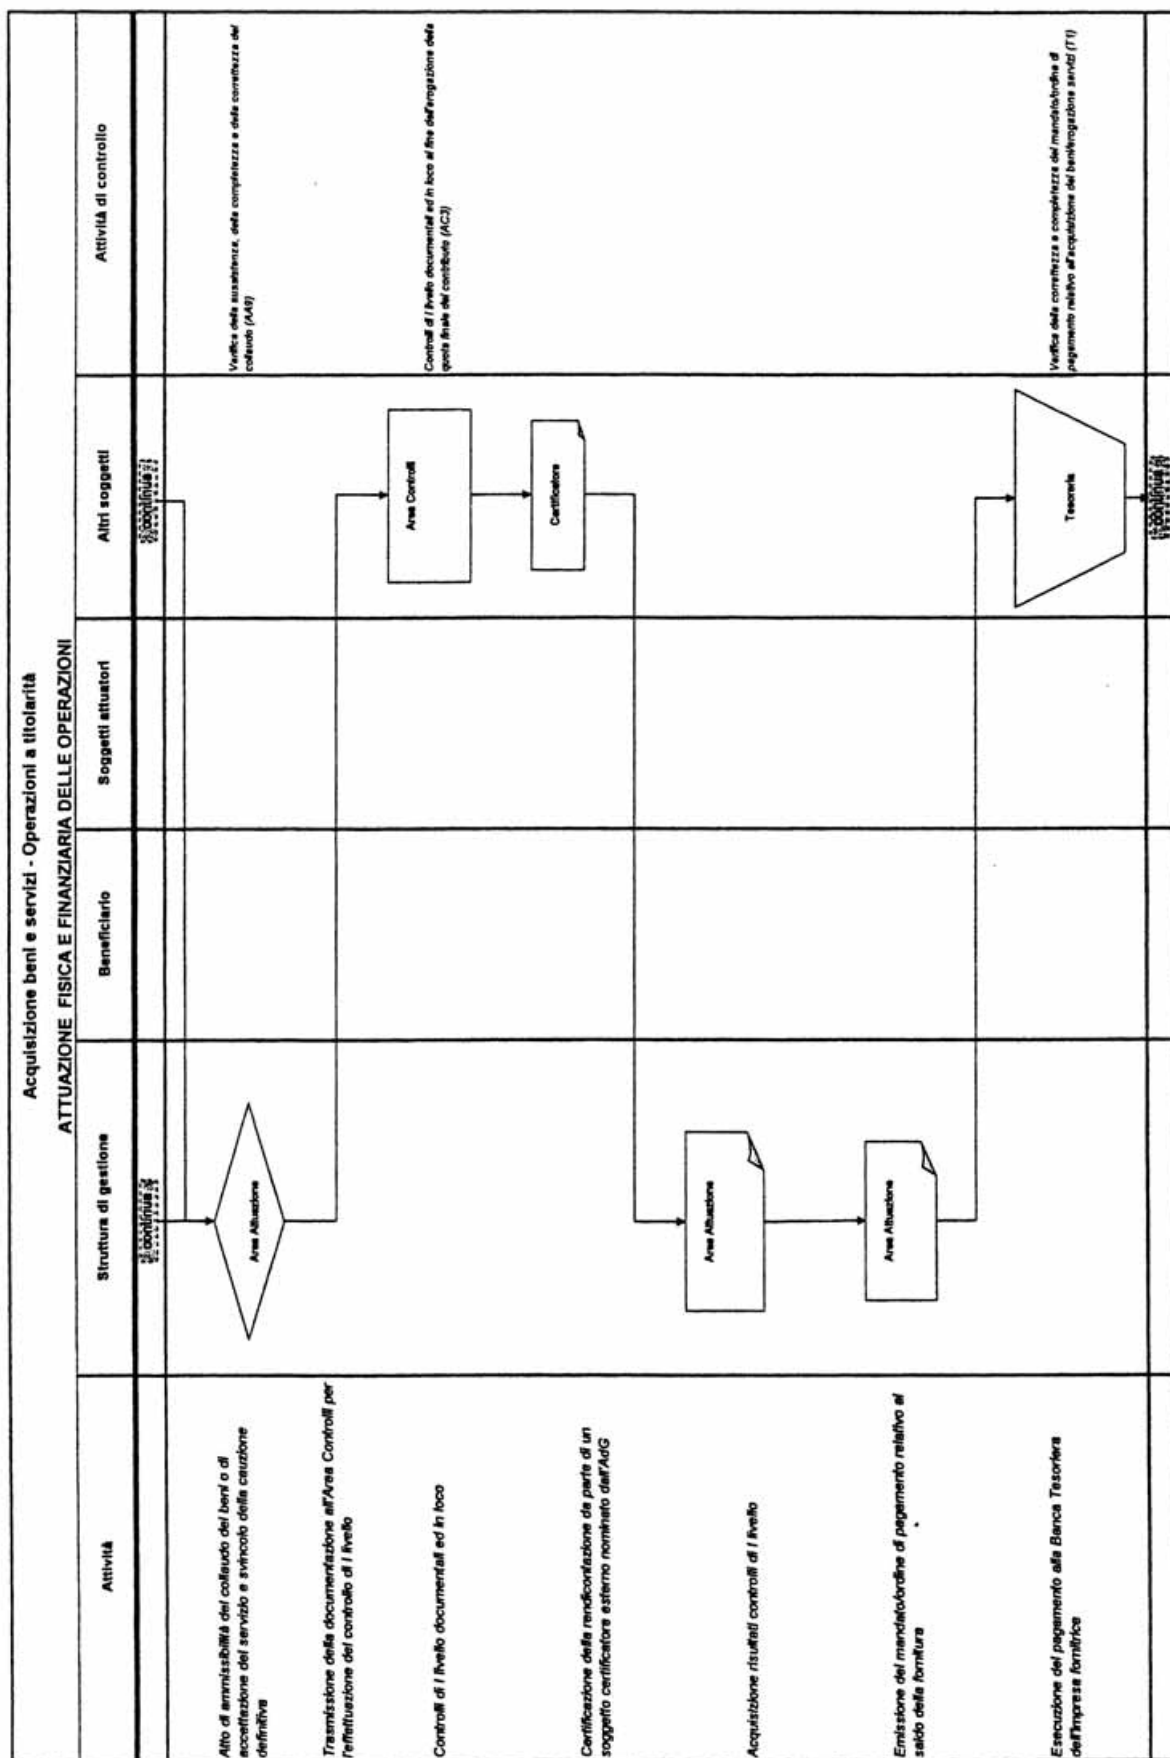 Acquisizione beni e servizi - Operazioni a titolarità
ATTUAZIONE FISICA E FINANZIARIA DELLE OPERAZIONI
Attività
Struttura di gestione
Beneficiario
Soggetti attuatori
Altri soggetti
Attività di controllo
continua
continua
Atto di ammissibilità del collaudo dei beni o di
accettazione del servizio e svincolo della cauzione
definitiva
Area Attuazione
Verifica della sussistenza, della completezza e della correttezza del
collaudo (AA9)
Trasmissione della documentazione all'Area Controlli per
l'effettuazione del controllo di I livello
Controlli di I livello documentali ed in loco
Area Controlli
Controlli di I livello documentali ed in loco al fine dell'erogazione della
quota finale del contributo (AC3)
Certificazione della rendicontazione da parte di un
soggetto certificatore esterno nominato dall'AdG
Certificatore
Acquisizione risultati controlli di I livello
Area Attuazione
Emissione del mandato/ordine di pagamento relativo al
saldo della fornitura
Area Attuazione
Esecuzione del pagamento alla Banca Tesoriera
dell'impresa fornitrice
Tesoreria
Verifica della correttezza e completezza del mandato/ordine di
pagamento relativo all'acquisizione dei beni/erogazione servizi (T1)
continua